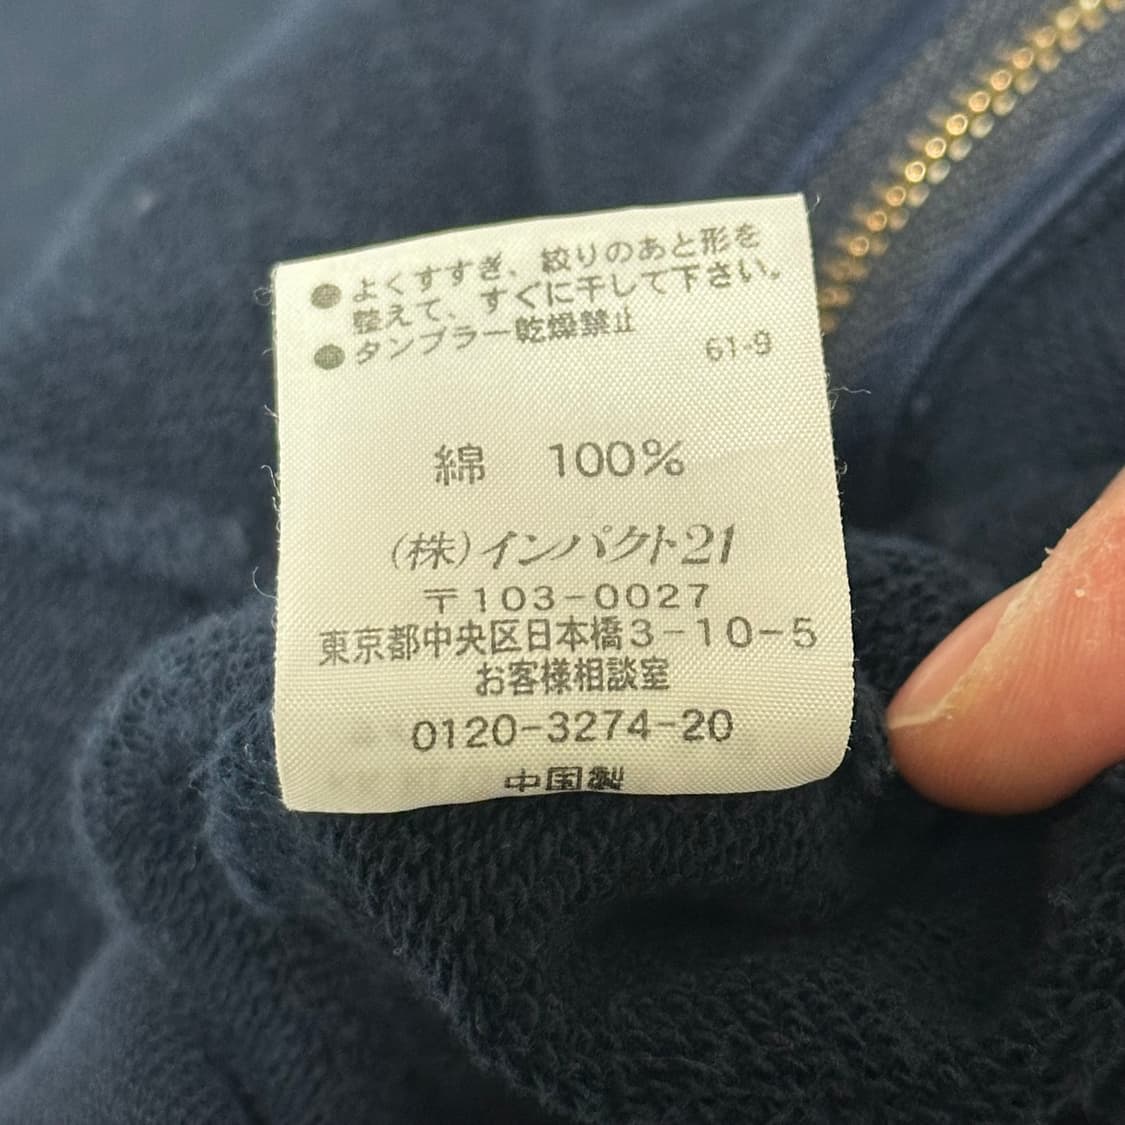 ●よくすすぎ、絞りのあと形を
整えて、すぐに干して下さい。
●タンブラー乾燥禁止
61-9
綿　100%
(株)インパクト21
〒103-0027
東京都中央区日本橋3-10-5
お客様相談室
0120-3274-20
中国製